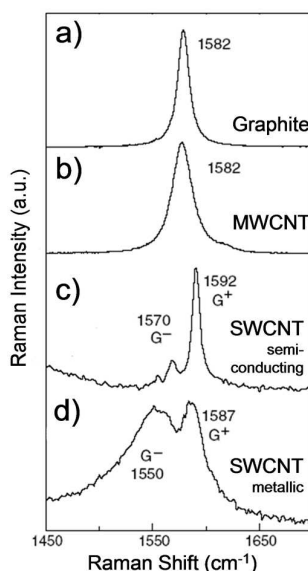 a)
1582
Graphite
b)
1582
MWCNT
c)
1592
G+
1570
G−
SWCNT
semi-
conducting
d)
1587
G+
G−
1550
SWCNT
metallic
1450 1550 1650
Raman Shift (cm-1)
Raman Intensity (a.u.)